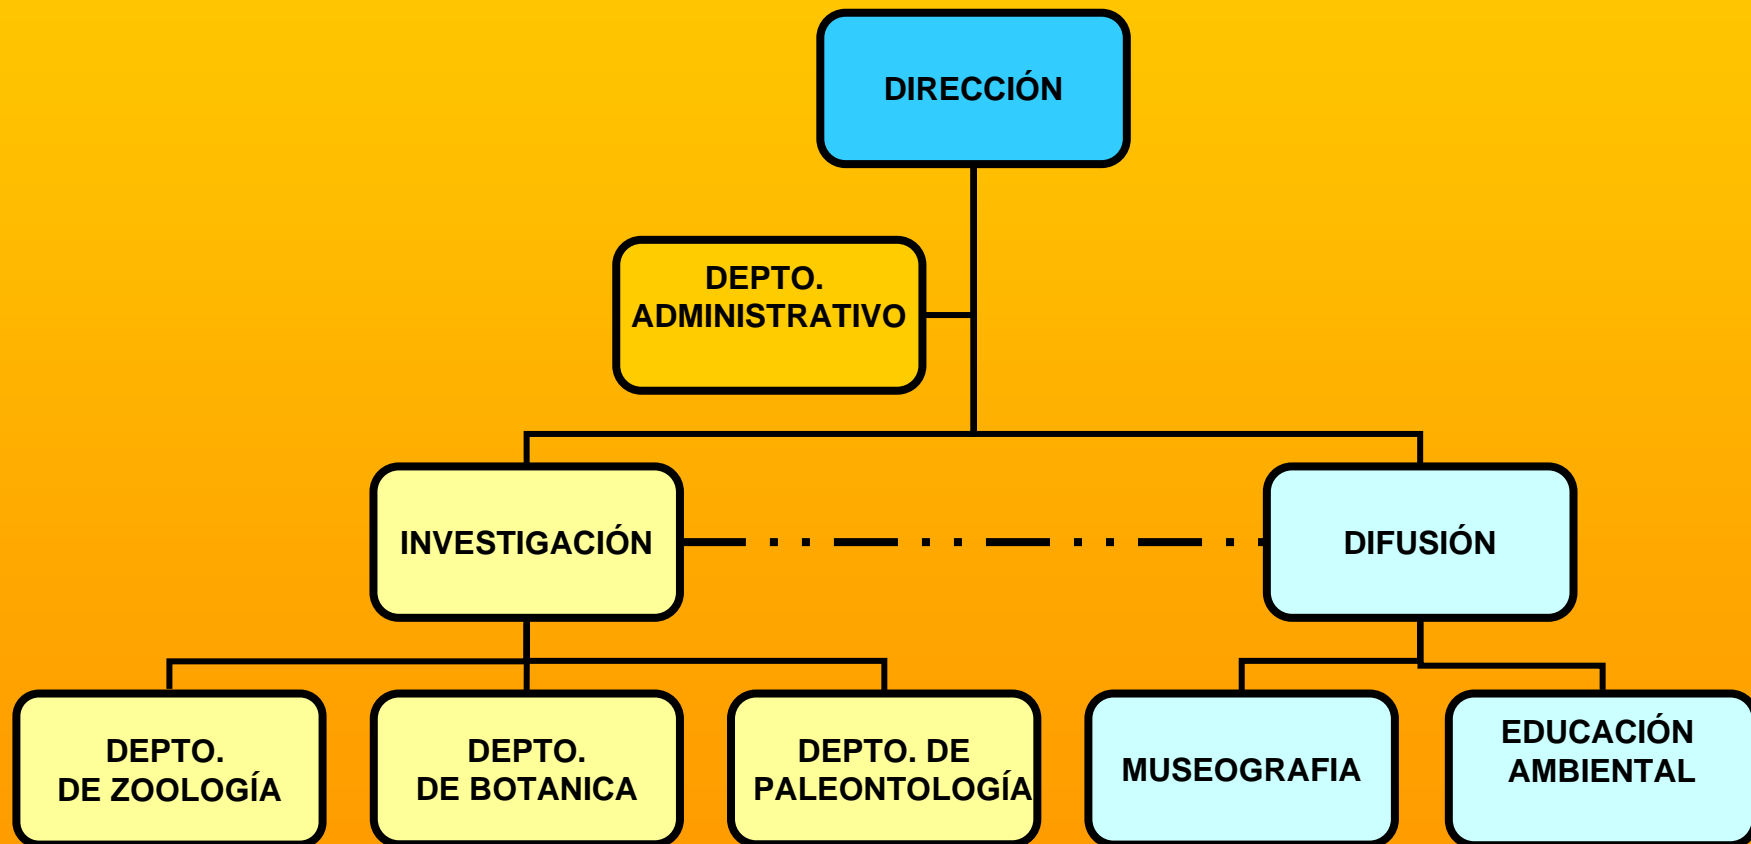 DIRECCIÓN
DEPTO.
ADMINISTRATIVO
INVESTIGACIÓN
DIFUSIÓN
DEPTO.
DE ZOOLOGÍA
DEPTO.
DE BOTANICA
DEPTO. DE
PALEONTOLOGÍA
MUSEOGRAFIA
EDUCACIÓN
AMBIENTAL